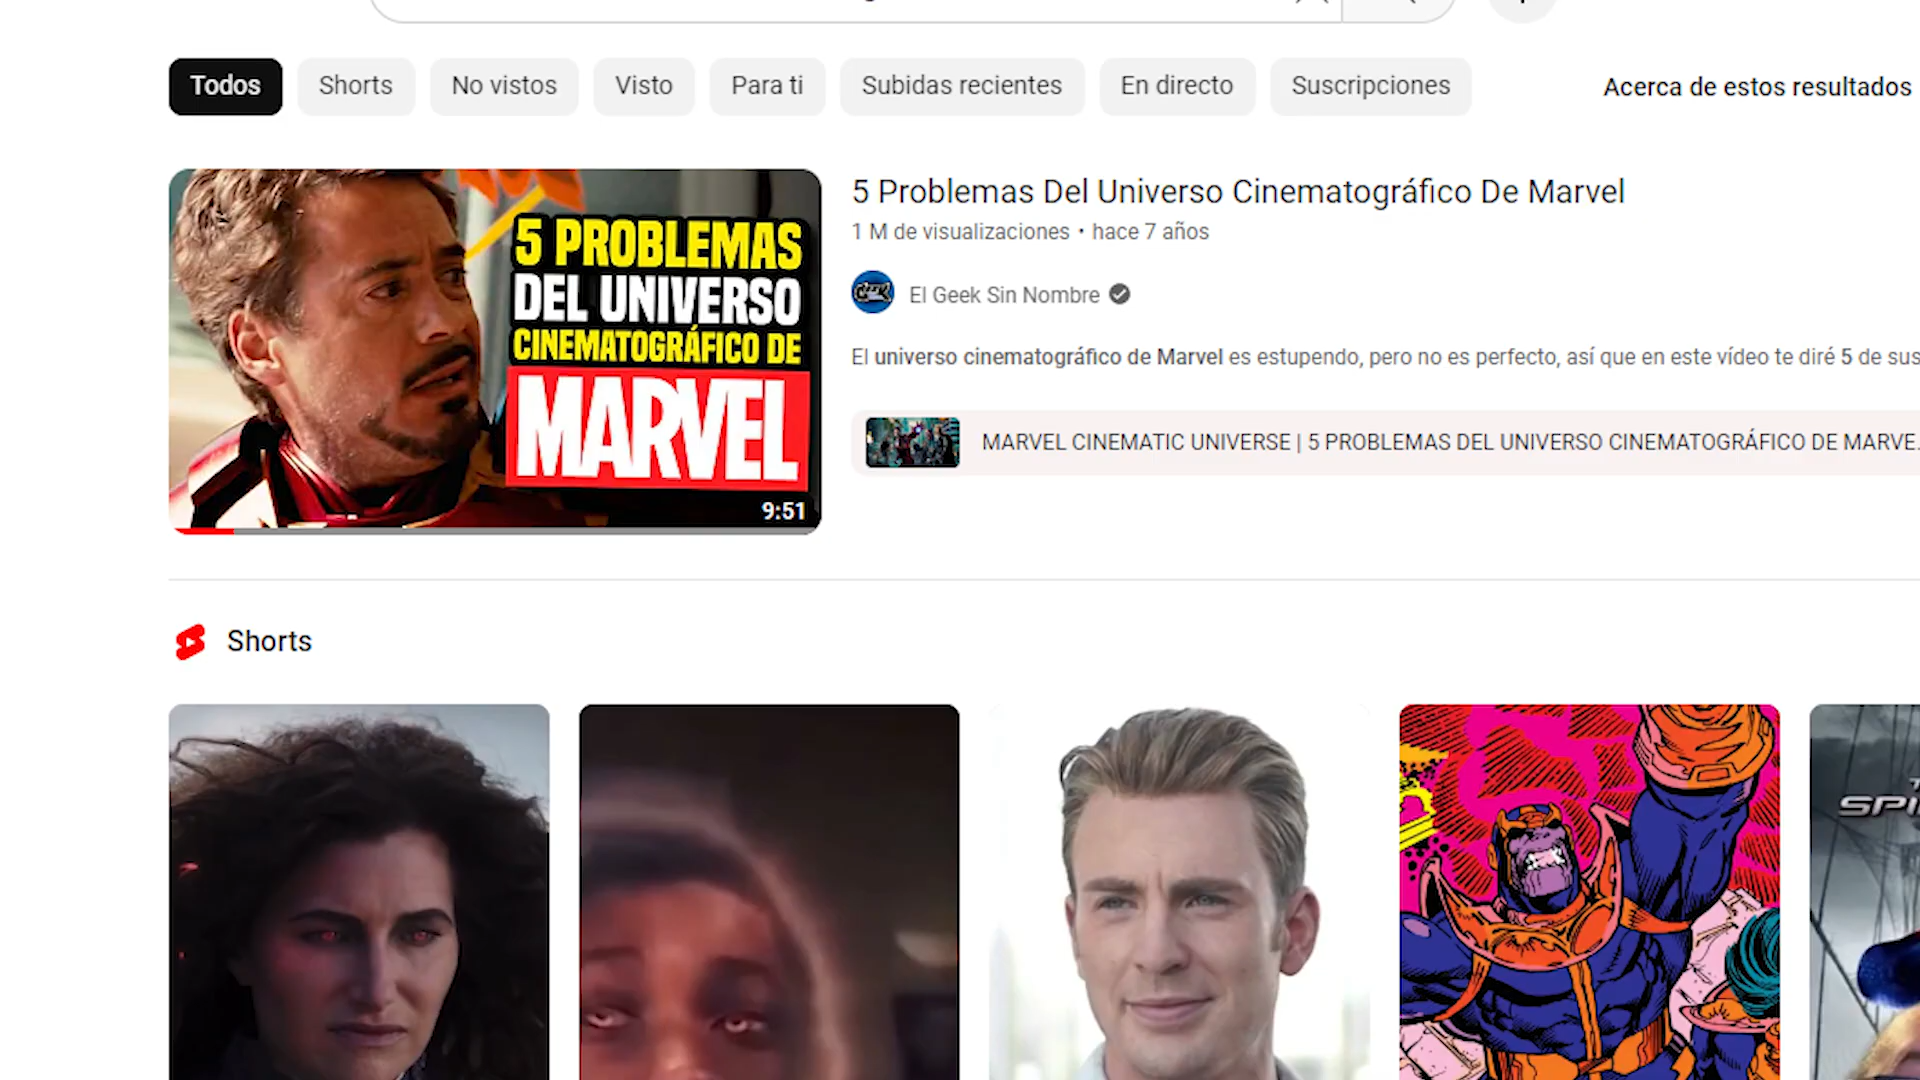 Todos
Shorts
No vistos
Visto
Para ti
Subidas recientes
En directo
Suscripciones
Acerca de estos resultados
5 PROBLEMAS
DEL UNIVERSO
CINEMATOGRÁFICO DE
MARVEL
9:51
5 Problemas Del Universo Cinematográfico De Marvel
1 M de visualizaciones • hace 7 años
GEEK
El Geek Sin Nombre
El universo cinematográfico de Marvel es estupendo, pero no es perfecto, así que en este vídeo te diré 5 de sus
MARVEL CINEMATIC UNIVERSE | 5 PROBLEMAS DEL UNIVERSO CINEMATOGRÁFICO DE MARVE...
Shorts